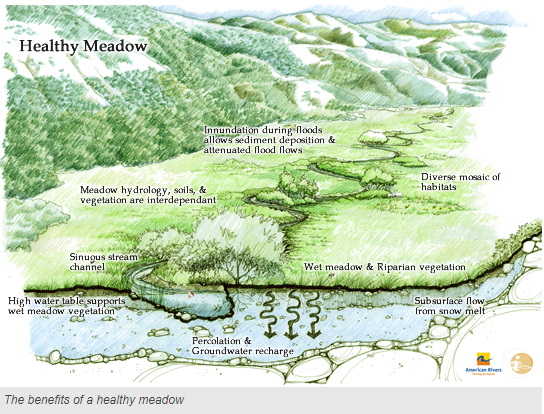 Healthy Meadow
Innundation during floods
allows sediment deposition &
attenuated flood flows
Meadow hydrology, soils, &
vegetation are interdependant
Diverse mosaic of
habitats
Sinuous stream
channel
Wet meadow & Riparian vegetation
High water table supports
wet meadow vegetation
Subsurface flow
from snow melt
Percolation &
Groundwater recharge
American Rivers
The benefits of a healthy meadow